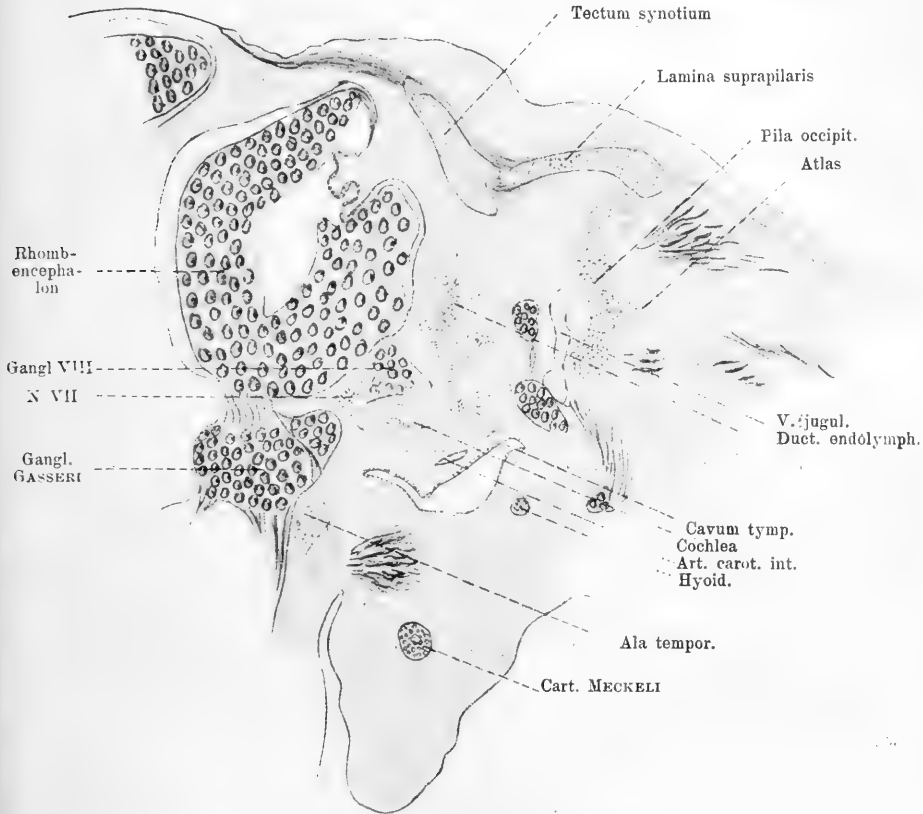 Tectum synotium
Lamina suprapilaris
Pila occipit.
Atlas
Rhomb-
encepha-
lon
Gangl VIII
N VII
Gangl.
GASSERI
V. jugul.
Duct. endolymph.
Cavum tymp.
Cochlea
Art. carot. int.
Hyoid.
Ala tempor.
Cart. MECKELI